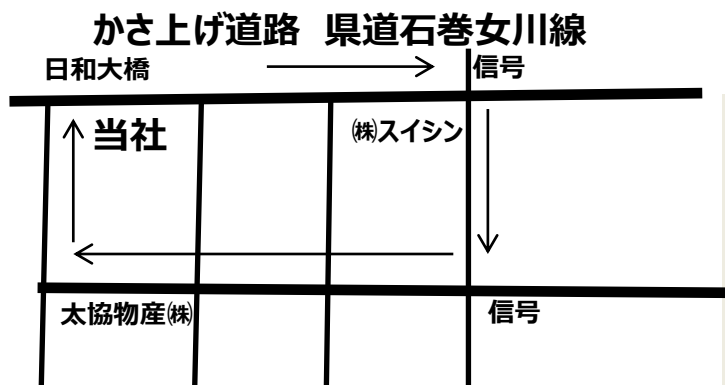 かさ上げ道路 県道石巻女川線
日和大橋
信号
当社
㈱スイシン
太協物産㈱
信号